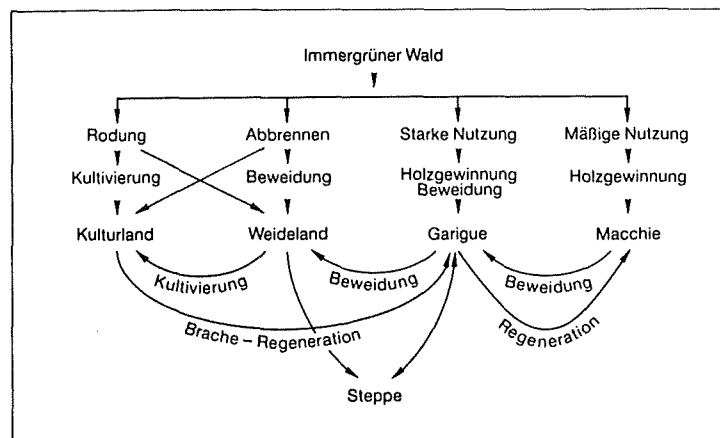 Immergrüner Wald
Rodung Abbrennen Starke Nutzung Mäßige Nutzung
Kultivierung Beweidung Holzgewinnung Holzgewinnung
Beweidung
Kulturland Weideland Garigue Macchie
Kultivierung Beweidung Beweidung
Brache – Regeneration Regeneration
Steppe